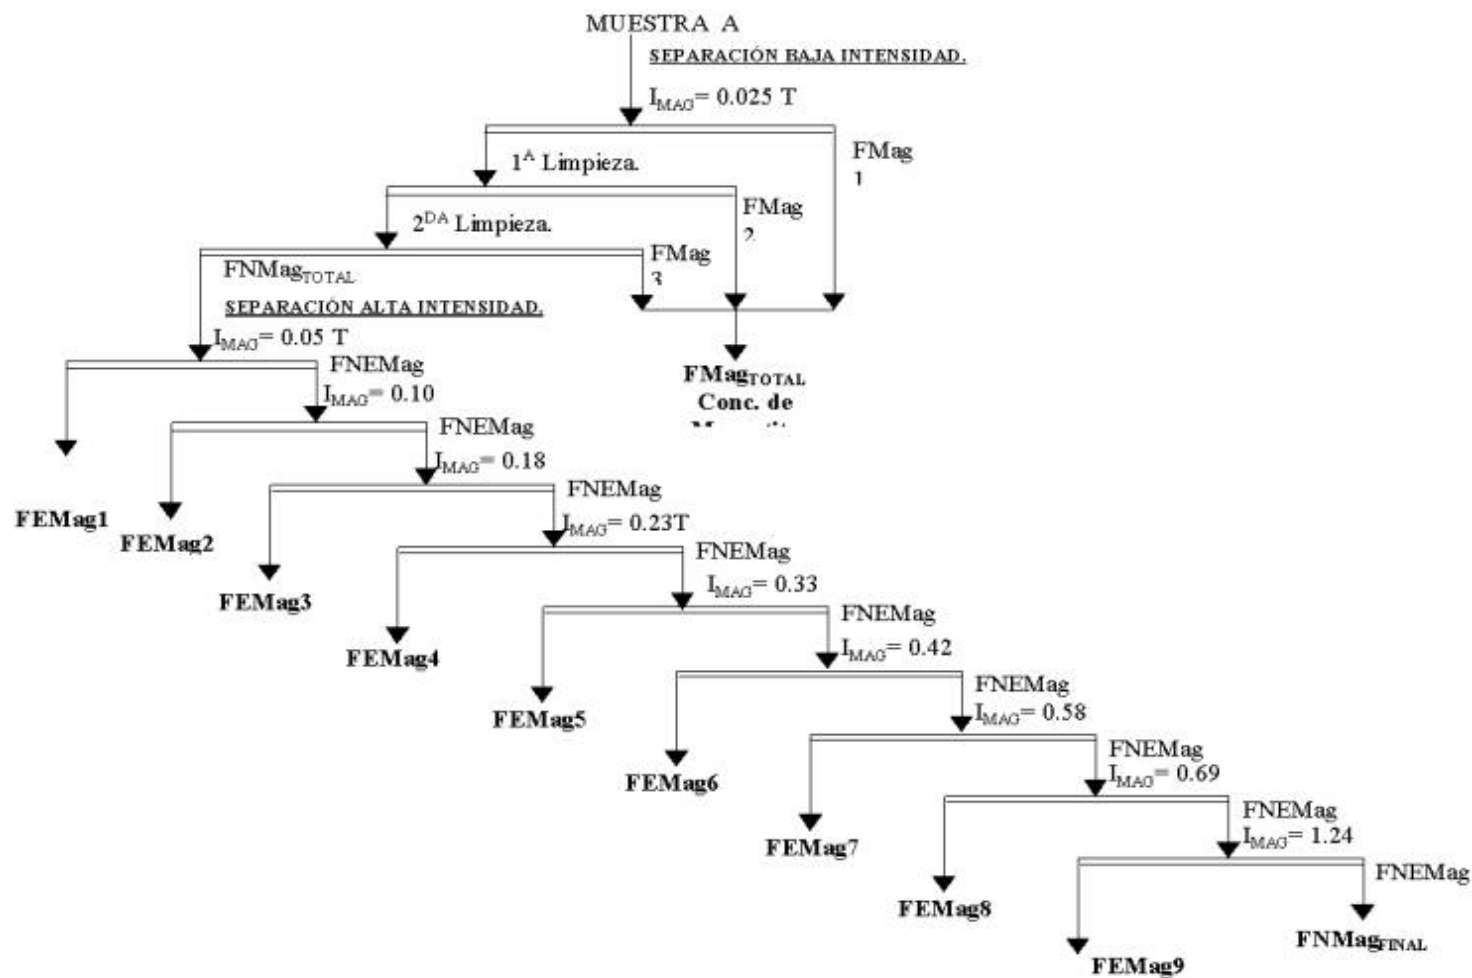 MUESTRA A
SEPARACIÓN BAJA INTENSIDAD.
IMAG= 0.025 T
FMag
1
1A Limpieza.
FMag
2
2DA Limpieza.
FMag
3
FNMagTOTAL
SEPARACIÓN ALTA INTENSIDAD.
IMAG= 0.05 T
FMagTOTAL
Conc. de
FNEMag
IMAG= 0.10
FEMag1
FNEMag
IMAG= 0.18
FEMag2
FNEMag
IMAG= 0.23T
FEMag3
FNEMag
IMAG= 0.33
FEMag4
FNEMag
IMAG= 0.42
FEMag5
FNEMag
IMAG= 0.58
FEMag6
FNEMag
IMAG= 0.69
FEMag7
FNEMag
IMAG= 1.24
FEMag8
FNEMag
FNMagFINAL
FEMag9